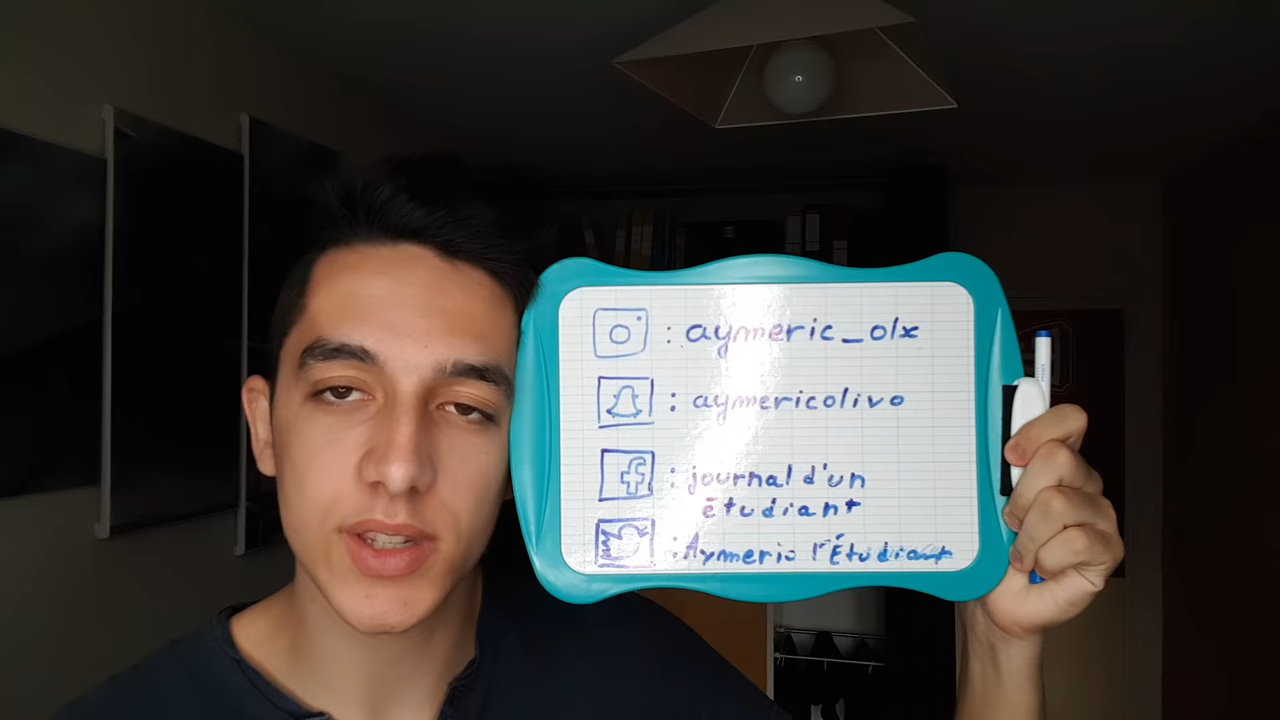 : aymeric_olx
: aymericolivo
f : journal d'un
étudiant
: Aymeric l'Étudiant